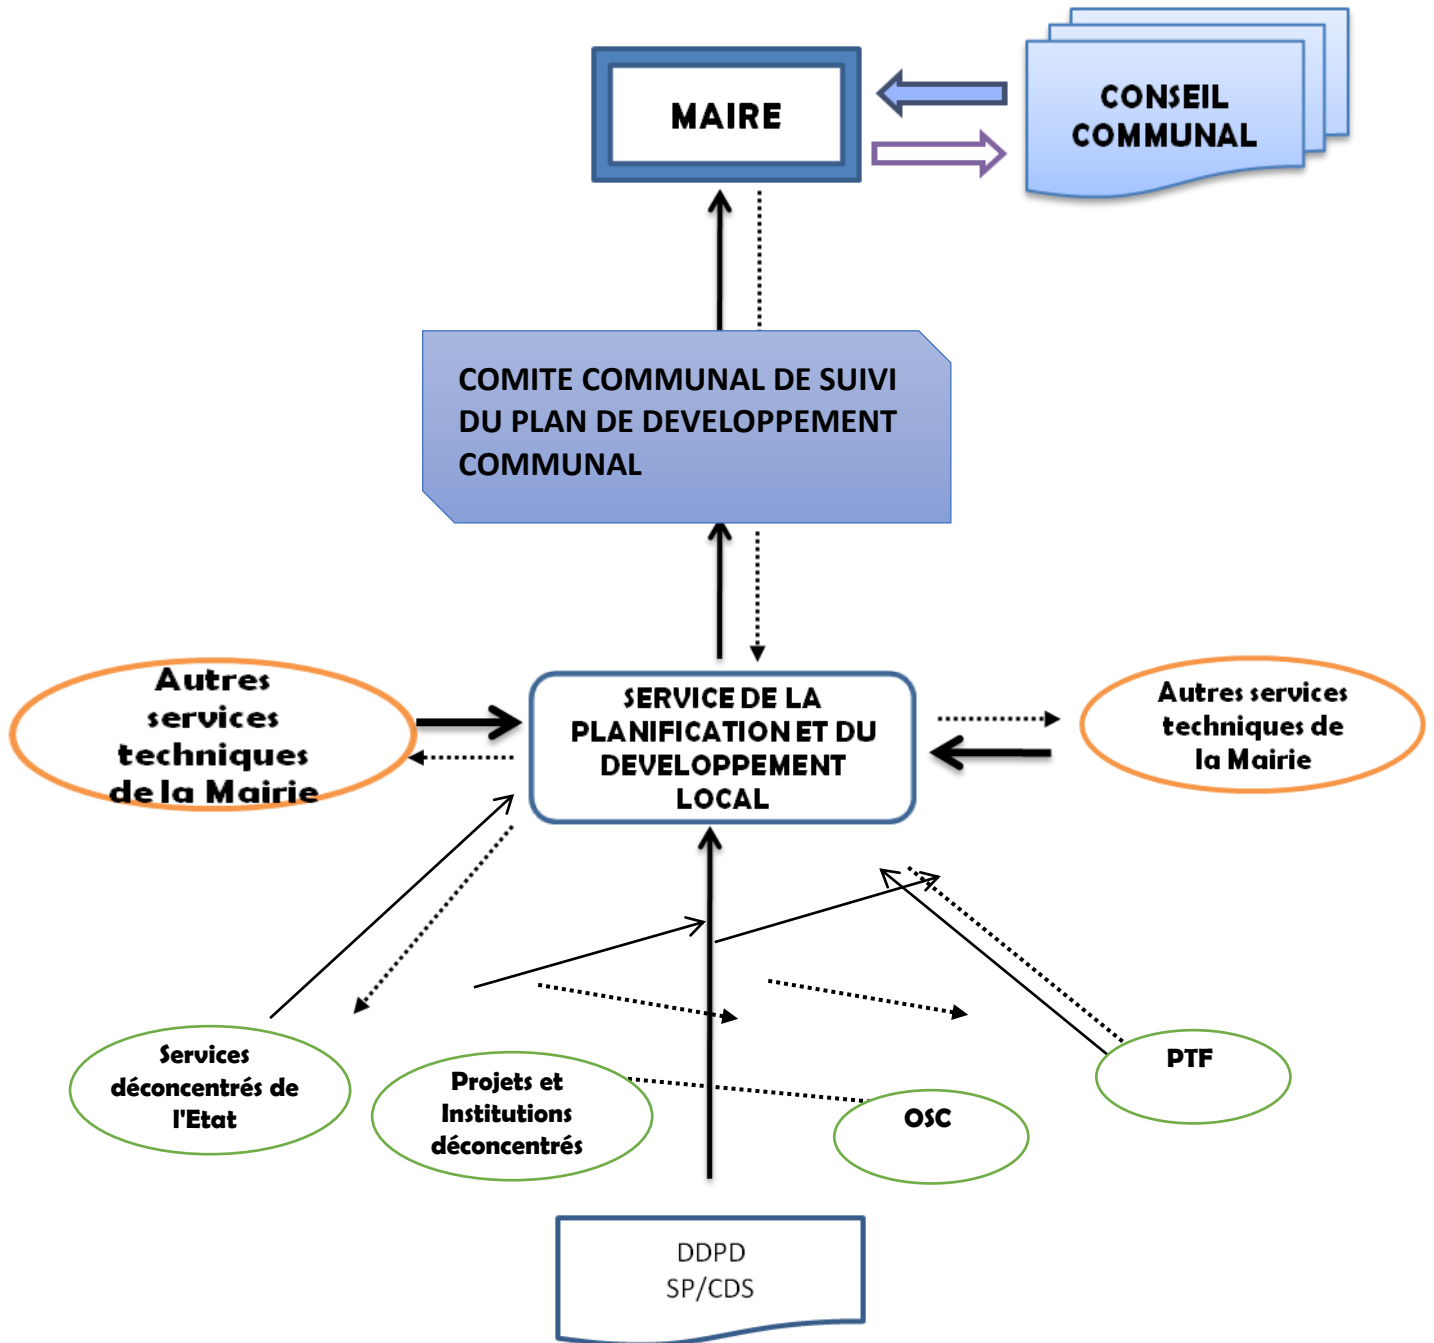 MAIRE
CONSEIL
COMMUNAL
COMITE COMMUNAL DE SUIVI
DU PLAN DE DEVELOPPEMENT
COMMUNAL
Autres
services
techniques
de la Mairie
SERVICE DE LA
PLANIFICATION ET DU
DEVELOPPEMENT
LOCAL
Autres services
techniques de
la Mairie
Services
déconcentrés de
l'Etat
Projets et
Institutions
déconcentrés
OSC
PTF
DDPD
SP/CDS